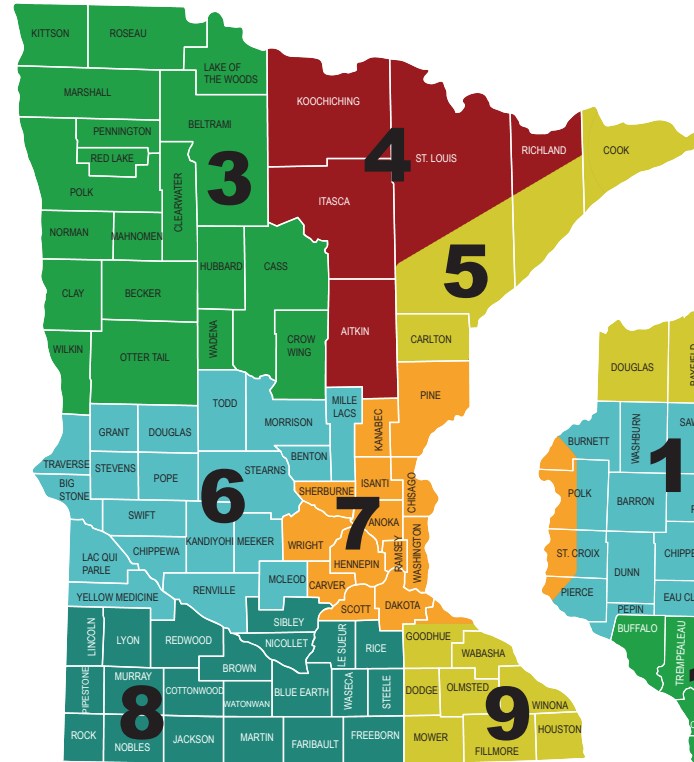 KITTSON
ROSEAU
LAKE OF
THE WOODS
MARSHALL
KOOCHICHING
BELTRAMI
PENNINGTON
RED LAKE
POLK
CLEARWATER
3
4
ST. LOUIS
RICHLAND
COOK
ITASCA
NORMAN
MAHNOMEN
HUBBARD
CASS
5
CLAY
BECKER
WADENA
CROW
WING
AITKIN
CARLTON
WILKIN
OTTER TAIL
DOUGLAS
TODD
MILLE
LACS
PINE
MORRISON
KANABEC
GRANT
DOUGLAS
BENTON
BURNETT
WASHBURN
TRAVERSE
STEVENS
POPE
STEARNS
ISANTI
CHISAGO
BIG
STONE
6
SHERBURNE
7
ANOKA
POLK
BARRON
1
SWIFT
KANDIYOHI
MEEKER
WRIGHT
HENNEPIN
RAMSEY
WASHINGTON
ST. CROIX
LAC QUI
PARLE
CHIPPEWA
DUNN
RENVILLE
MCLEOD
CARVER
PIERCE
YELLOW MEDICINE
SCOTT
DAKOTA
PEPIN
SIBLEY
BUFFALO
TREMPEALEAU
LINCOLN
LYON
REDWOOD
NICOLLET
LE SUEUR
RICE
GOODHUE
WABASHA
BROWN
PIPESTONE
MURRAY
COTTONWOOD
WATONWAN
BLUE EARTH
WASECA
STEELE
DODGE
OLMSTED
WINONA
8
9
ROCK
NOBLES
JACKSON
MARTIN
FARIBAULT
FREEBORN
MOWER
FILLMORE
HOUSTON